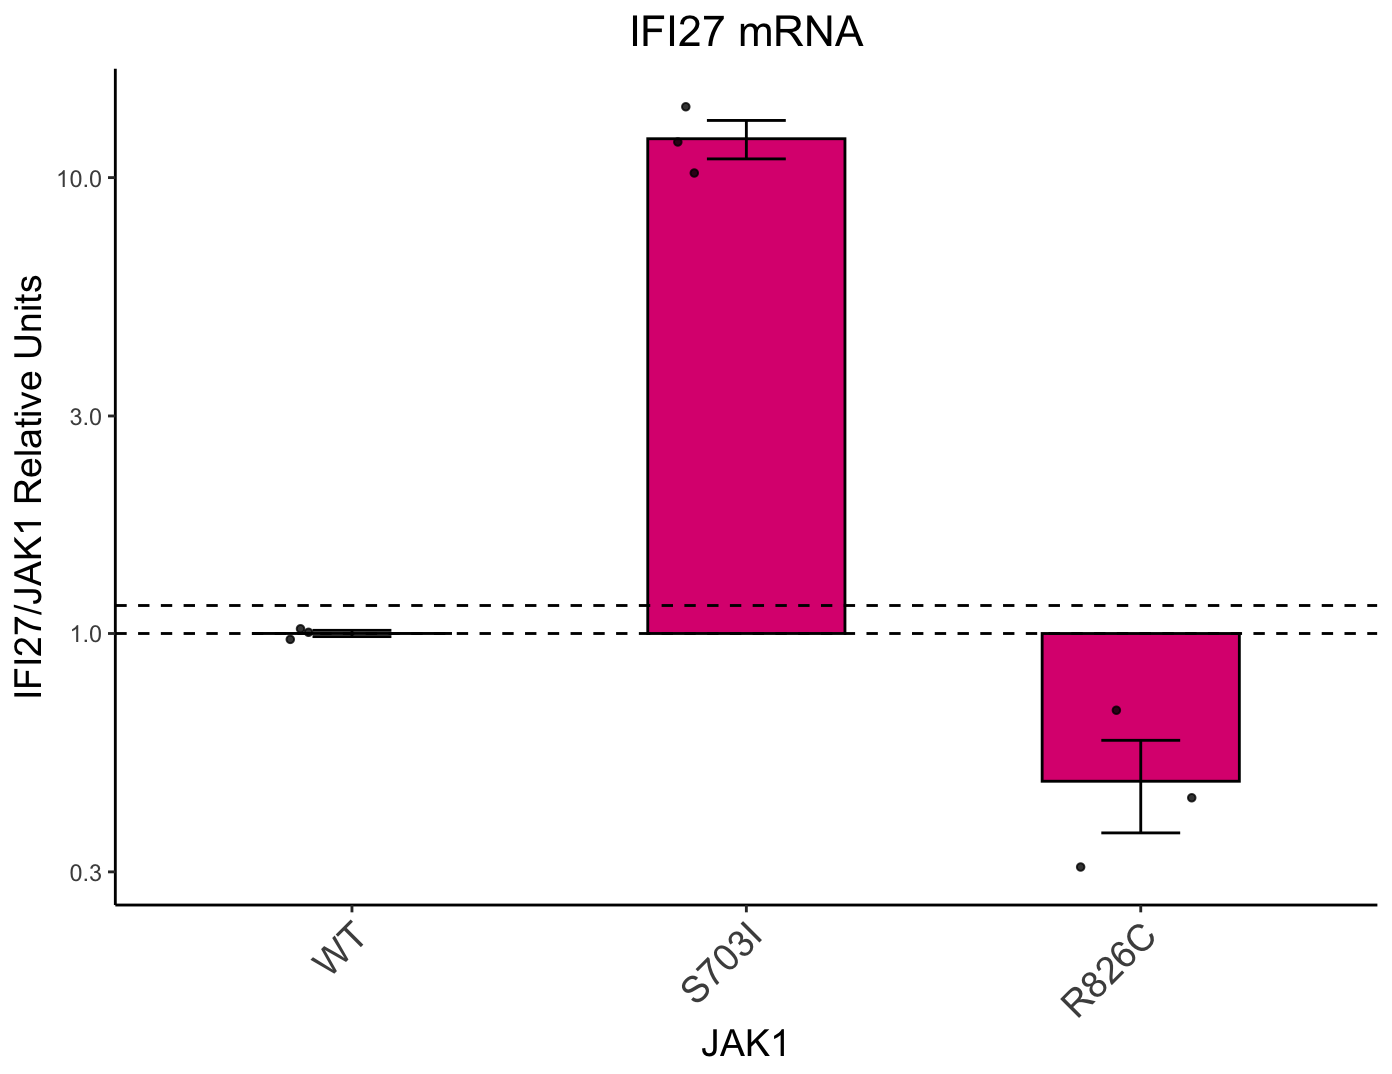 IFI27 mRNA
IFI27/JAK1 Relative Units
10.0
3.0
1.0
0.3
WT
S703I
R826C
JAK1